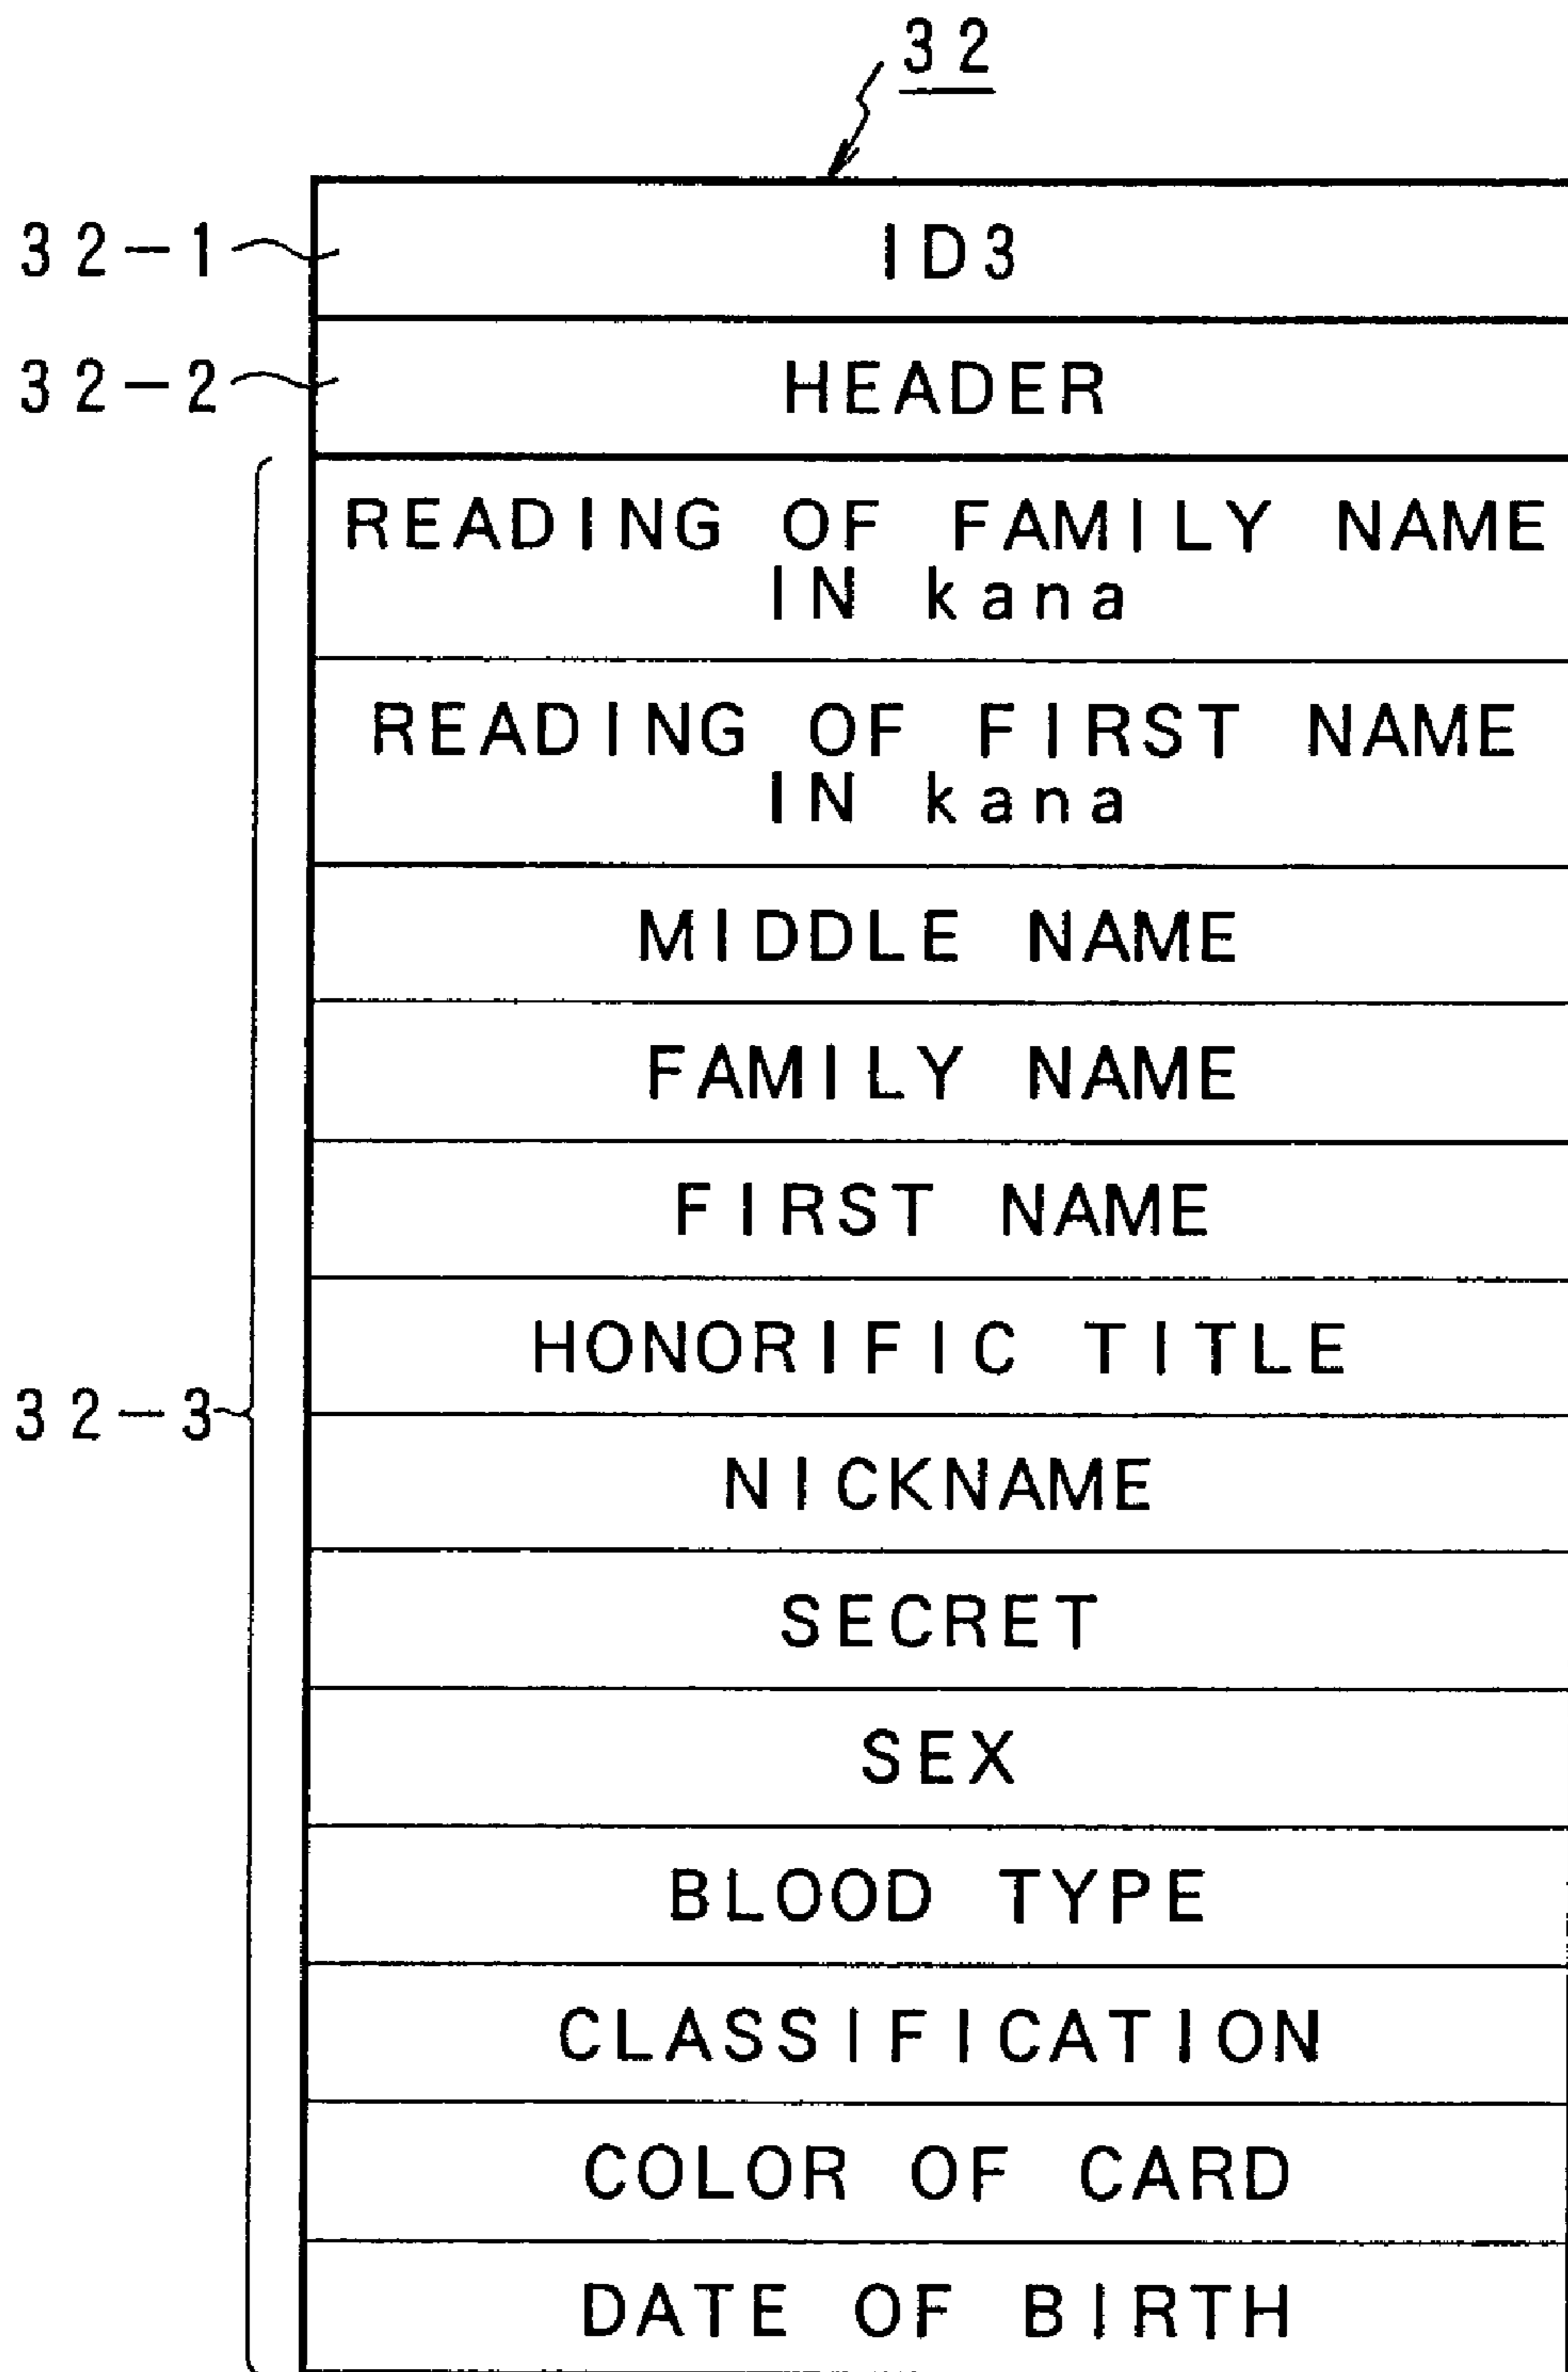 32
32-1
ID3
32-2
HEADER
READING OF FAMILY NAME
IN kana
READING OF FIRST NAME
IN kana
MIDDLE NAME
FAMILY NAME
FIRST NAME
HONORIFIC TITLE
32-3
NICKNAME
SECRET
SEX
BLOOD TYPE
CLASSIFICATION
COLOR OF CARD
DATE OF BIRTH